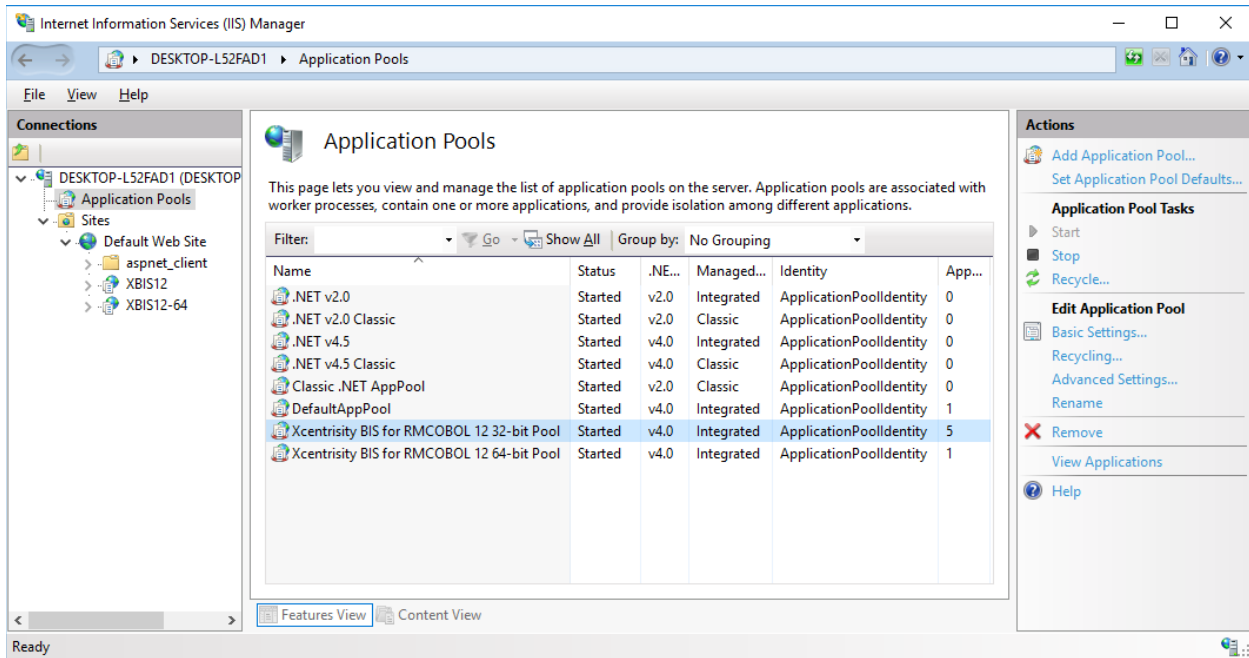 Internet Information Services (IIS) Manager
DESKTOP-L52FAD1 Application Pools
File View Help
Connections
DESKTOP-L52FAD1 (DESKTOP
Application Pools
Sites
Default Web Site
aspnet_client
XBIS12
XBIS12-64
Application Pools
This page lets you view and manage the list of application pools on the server. Application pools are associated with
worker processes, contain one or more applications, and provide isolation among different applications.
Filter: Go Show All Group by: No Grouping
Name Status .NE... Managed... Identity App...
.NET v2.0 Started v2.0 Integrated ApplicationPoolIdentity 0
.NET v2.0 Classic Started v2.0 Classic ApplicationPoolIdentity 0
.NET v4.5 Started v4.0 Integrated ApplicationPoolIdentity 0
.NET v4.5 Classic Started v4.0 Classic ApplicationPoolIdentity 0
Classic .NET AppPool Started v2.0 Classic ApplicationPoolIdentity 0
DefaultAppPool Started v4.0 Integrated ApplicationPoolIdentity 1
Xcentrisity BIS for RMCOBOL 12 32-bit Pool Started v4.0 Integrated ApplicationPoolIdentity 5
Xcentrisity BIS for RMCOBOL 12 64-bit Pool Started v4.0 Integrated ApplicationPoolIdentity 1
Features View Content View
Actions
Add Application Pool...
Set Application Pool Defaults...
Application Pool Tasks
Start
Stop
Recycle...
Edit Application Pool
Basic Settings...
Recycling...
Advanced Settings...
Rename
Remove
View Applications
Help
Ready